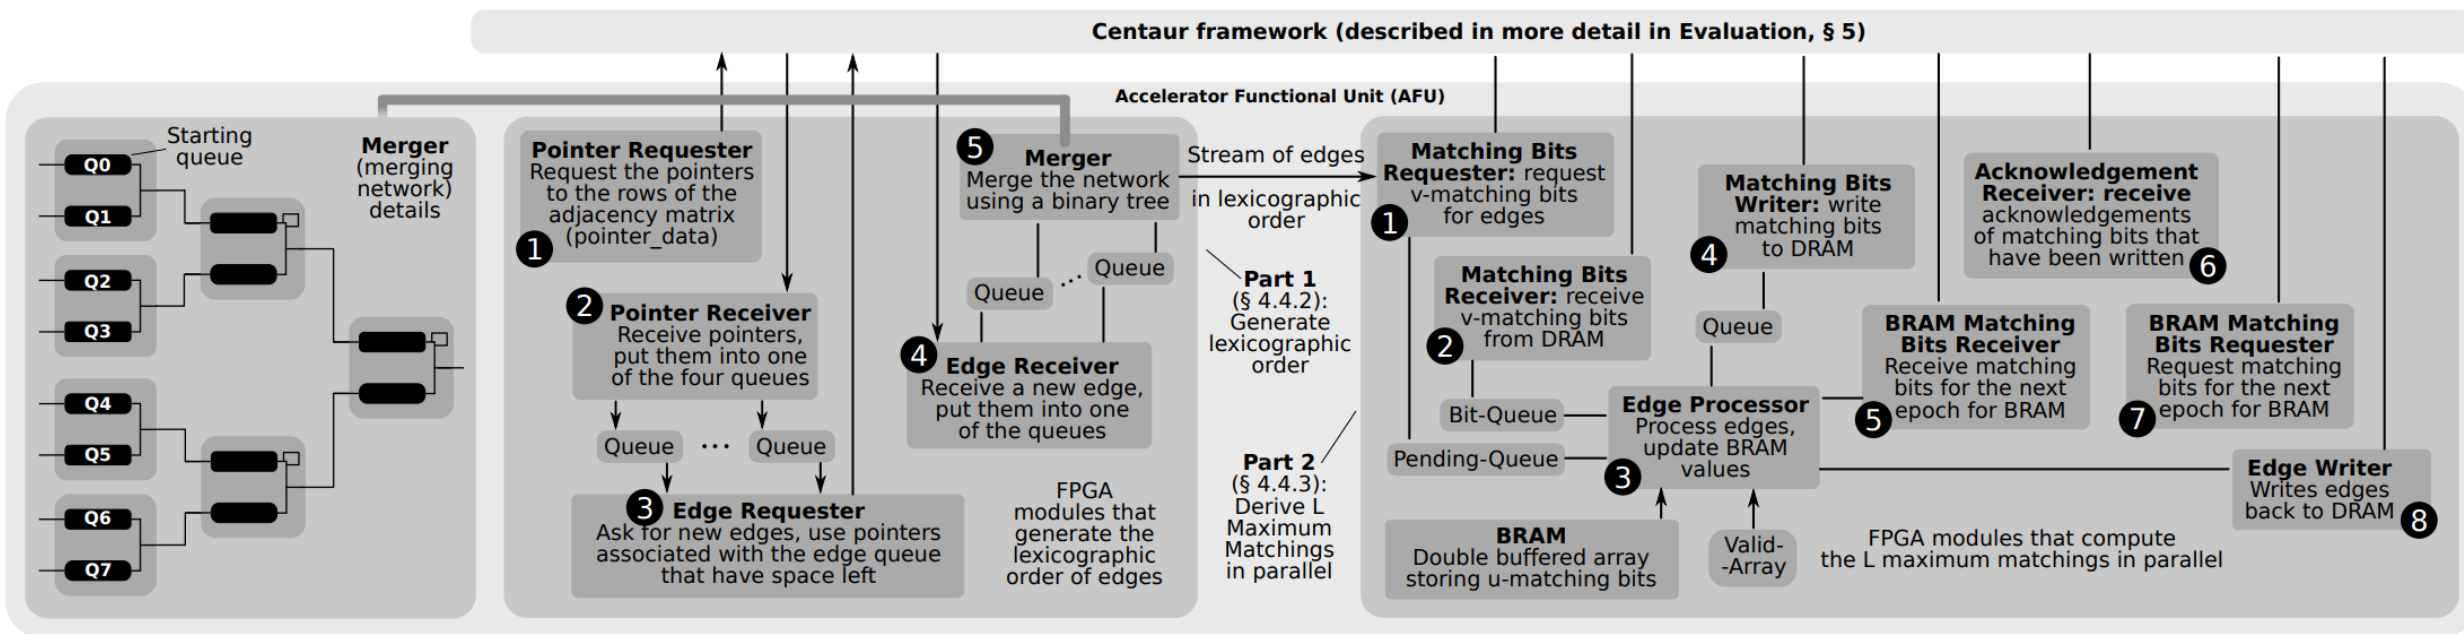 Centaur framework (described in more detail in Evaluation, § 5)
Accelerator Functional Unit (AFU)
Starting
queue
Q0
Q1
Q2
Q3
Q4
Q5
Q6
Q7
Merger
(merging
network)
details
Pointer Requester
Request the pointers
to the rows of the
adjacency matrix
(pointer_data)
1
2
Pointer Receiver
Receive pointers,
put them into one
of the four queues
Queue
...
Queue
3
Edge Requester
Ask for new edges, use pointers
associated with the edge queue
that have space left
5
Merger
Merge the network
using a binary tree
Queue
...
Queue
4
Edge Receiver
Receive a new edge,
put them into one
of the queues
FPGA
modules that
generate the
lexicographic
order of edges
Stream of edges
in lexicographic
order
Part 1
(§ 4.4.2):
Generate
lexicographic
order
Part 2
(§ 4.4.3):
Derive L
Maximum
Matchings
in parallel
Matching Bits
Requester: request
v-matching bits
for edges
1
Matching Bits
Receiver: receive
v-matching bits
from DRAM
2
Bit-Queue
Pending-Queue
Matching Bits
Writer: write
matching bits
to DRAM
4
Queue
Edge Processor
Process edges,
update BRAM
values
3
BRAM
Double buffered array
storing u-matching bits
Valid-
-Array
Acknowledgement
Receiver: receive
acknowledgements
of matching bits that
have been written
6
BRAM Matching
Bits Receiver
Receive matching
bits for the next
epoch for BRAM
5
BRAM Matching
Bits Requester
Request matching
bits for the next
epoch for BRAM
7
Edge Writer
Writes edges
back to DRAM
8
FPGA modules that compute
the L maximum matchings in parallel